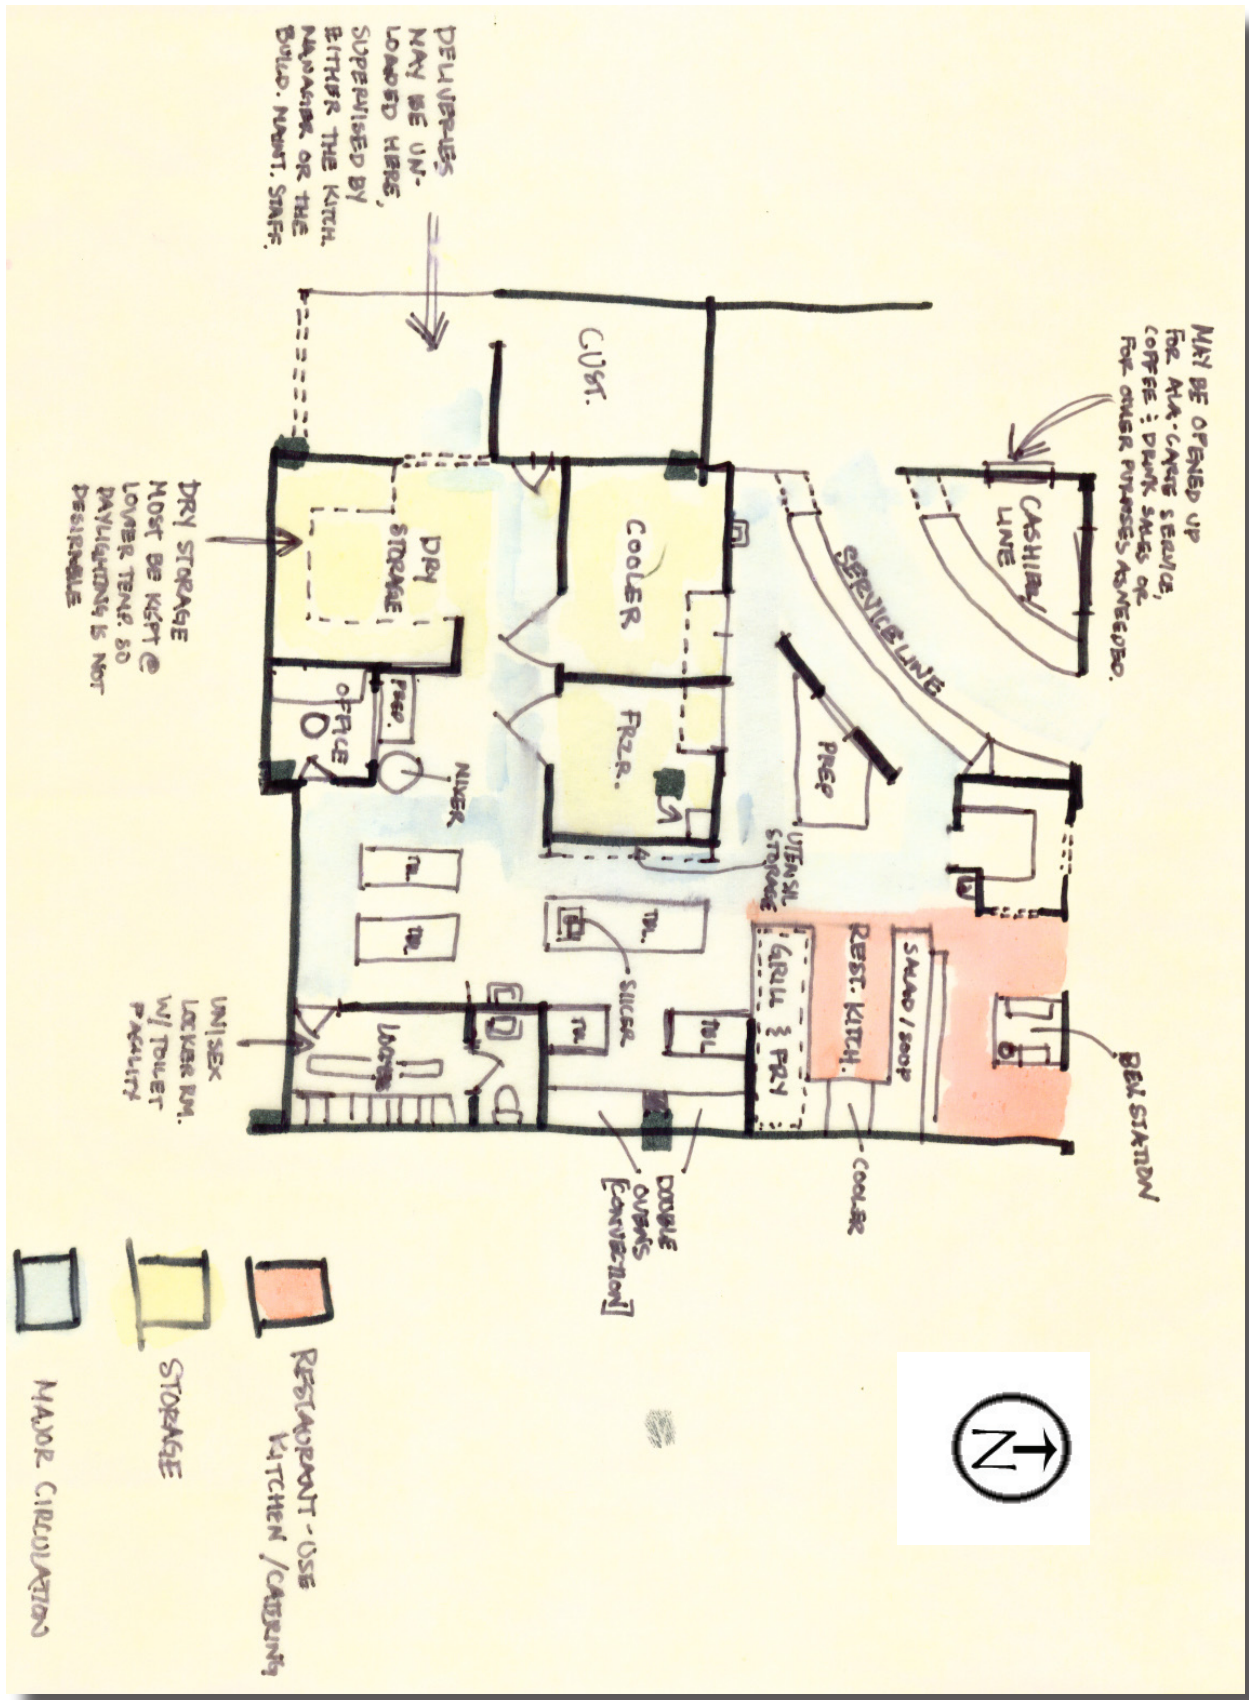 DELIVERIES
MAY BE UN-
LOADED HERE,
SUPERVISED BY
EITHER THE KITCH.
MANAGER OR THE
BUILD. MAINT. STAFF.
MAY BE OPENED UP
FOR ALA-CARTE SERVICE,
COFFEE & DRINK SALES OR
FOR OTHER PURPOSES AS NEEDED.
CASHIER/
LINE
SERVICE LINE
CUST.
COOLER
DRY
STORAGE
DRY STORAGE
MOST BE KEPT @
LOWER TEMP. SO
DAYLIGHTING IS NOT
DESIRABLE
FRZR.
PREP
OFFICE
PREP.
MIXER
UTENSIL
STORAGE
TBL.
TBL.
TBL.
SLICER
TBL
TBL.
GRILL & FRY
REST. KITCH.
SALAD / SOUP
BEV. STATION
COOLER
DOUBLE
OVENS
[CONVECTION]
LOCKERS
UNISEX
LOCKER RM.
W/ TOILET
FACILITY
RESTAURANT-USE
KITCHEN / CATERING
STORAGE
MAJOR CIRCULATION
N